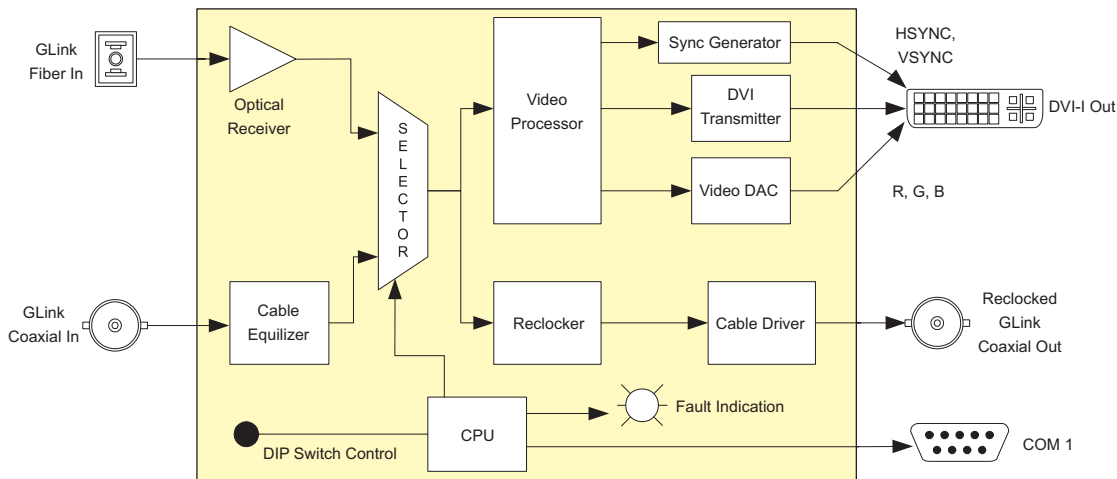 GLink
Fiber In
Optical
Receiver
SELECTOR
Video
Processor
Sync Generator
DVI
Transmitter
Video DAC
HSYNC,
VSYNC
DVI-I Out
R, G, B
GLink
Coaxial In
Cable
Equilizer
Reclocker
Cable Driver
Reclocked
GLink
Coaxial Out
DIP Switch Control
CPU
Fault Indication
COM 1